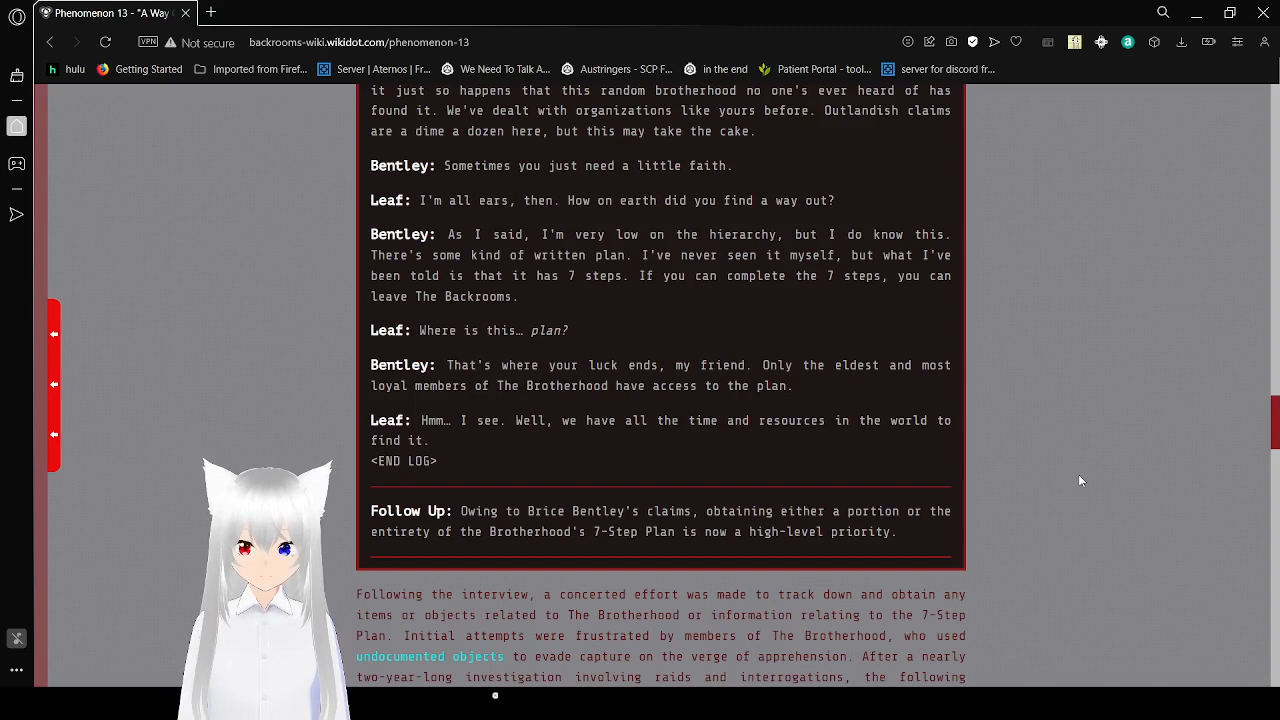 Phenomenon 13 - "A Way
VPN Not secure backrooms-wiki.wikidot.com/phenomenon-13
hulu Getting Started Imported from Firef... Server | Aternos | Fr... We Need To Talk A... Austringers - SCP F... in the end Patient Portal - tool... server for discord fr...
it just so happens that this random brotherhood no one's ever heard of has
found it. We've dealt with organizations like yours before. Outlandish claims
are a dime a dozen here, but this may take the cake.
Bentley: Sometimes you just need a little faith.
Leaf: I'm all ears, then. How on earth did you find a way out?
Bentley: As I said, I'm very low on the hierarchy, but I do know this.
There's some kind of written plan. I've never seen it myself, but what I've
been told is that it has 7 steps. If you can complete the 7 steps, you can
leave The Backrooms.
Leaf: Where is this… plan?
Bentley: That's where your luck ends, my friend. Only the eldest and most
loyal members of The Brotherhood have access to the plan.
Leaf: Hmm… I see. Well, we have all the time and resources in the world to
find it.
<END LOG>
Follow Up: Owing to Brice Bentley's claims, obtaining either a portion or the
entirety of the Brotherhood's 7-Step Plan is now a high-level priority.
Following the interview, a concerted effort was made to track down and obtain any
items or objects related to The Brotherhood or information relating to the 7-Step
Plan. Initial attempts were frustrated by members of The Brotherhood, who used
undocumented objects to evade capture on the verge of apprehension. After a nearly
two-year-long investigation involving raids and interrogations, the following